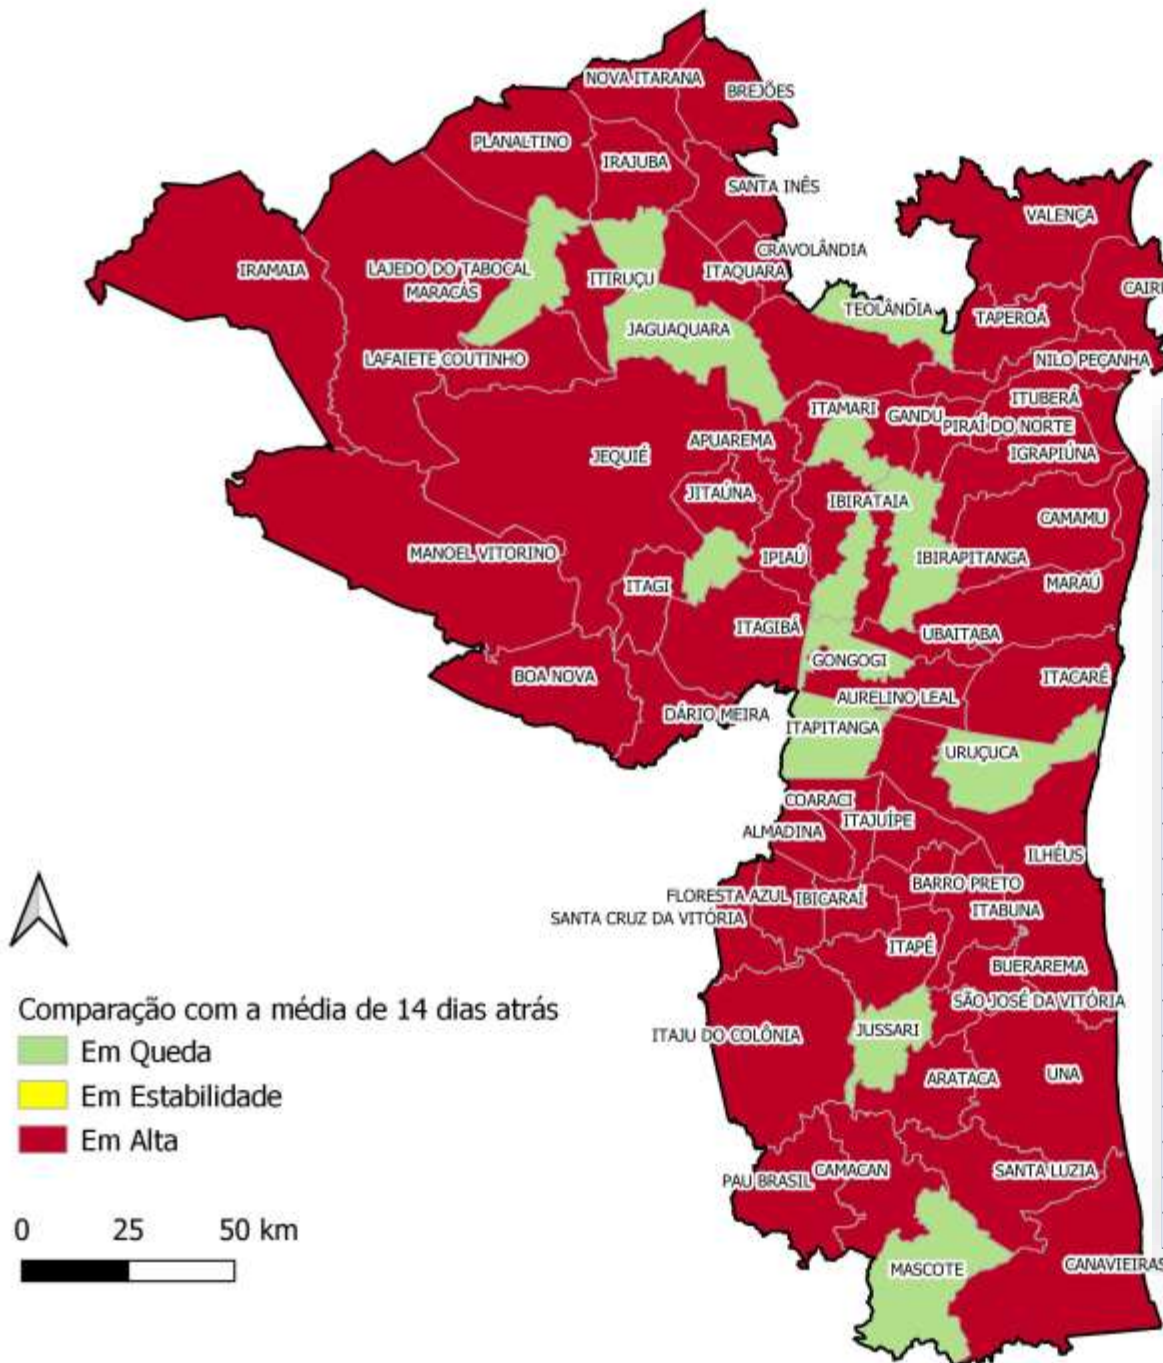 NOVA ITARANA
BREJÕES
PLANALTINO
IRAJUBA
SANTA INÊS
VALENÇA
CRAVOLÂNDIA
IRAMAIA
LAJEDO DO TABOCAL
ITIRUÇU
ITAQUARA
MARACÁS
CAIRU
TEOLÂNDIA
TAPEROÁ
JAGUAQUARA
LAFAIETE COUTINHO
NILO PEÇANHA
ITUBERÁ
ITAMARI
GANDU
PIRAÍ DO NORTE
APUAREMA
JEQUIÉ
IGRAPIÚNA
JITAÚNA
IBIRATAIA
CAMAMU
MANOEL VITORINO
IPIAÚ
IBIRAPITANGA
ITAGI
MARAÚ
ITAGIBÁ
UBAITABA
GONGOGI
BOA NOVA
ITACARÉ
AURELINO LEAL
DÁRIO MEIRA
ITAPITANGA
URUÇUCA
COARACI
ITAJUÍPE
ALMADINA
ILHÉUS
BARRO PRETO
FLORESTA AZUL
IBICARAÍ
ITABUNA
SANTA CRUZ DA VITÓRIA
ITAPÉ
BUERAREMA
SÃO JOSÉ DA VITÓRIA
ITAJU DO COLÔNIA
JUSSARI
ARATACA
UNA
PAU BRASIL
CAMACAN
SANTA LUZIA
MASCOTE
CANAVIEIRAS
Comparação com a média de 14 dias atrás
Em Queda
Em Estabilidade
Em Alta
0 25 50 km